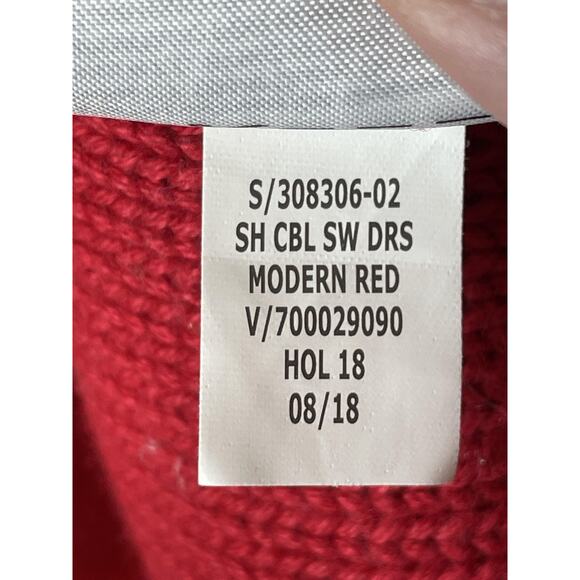 S/308306-02
SH CBL SW DRS
MODERN RED
V/700029090
HOL 18
08/18